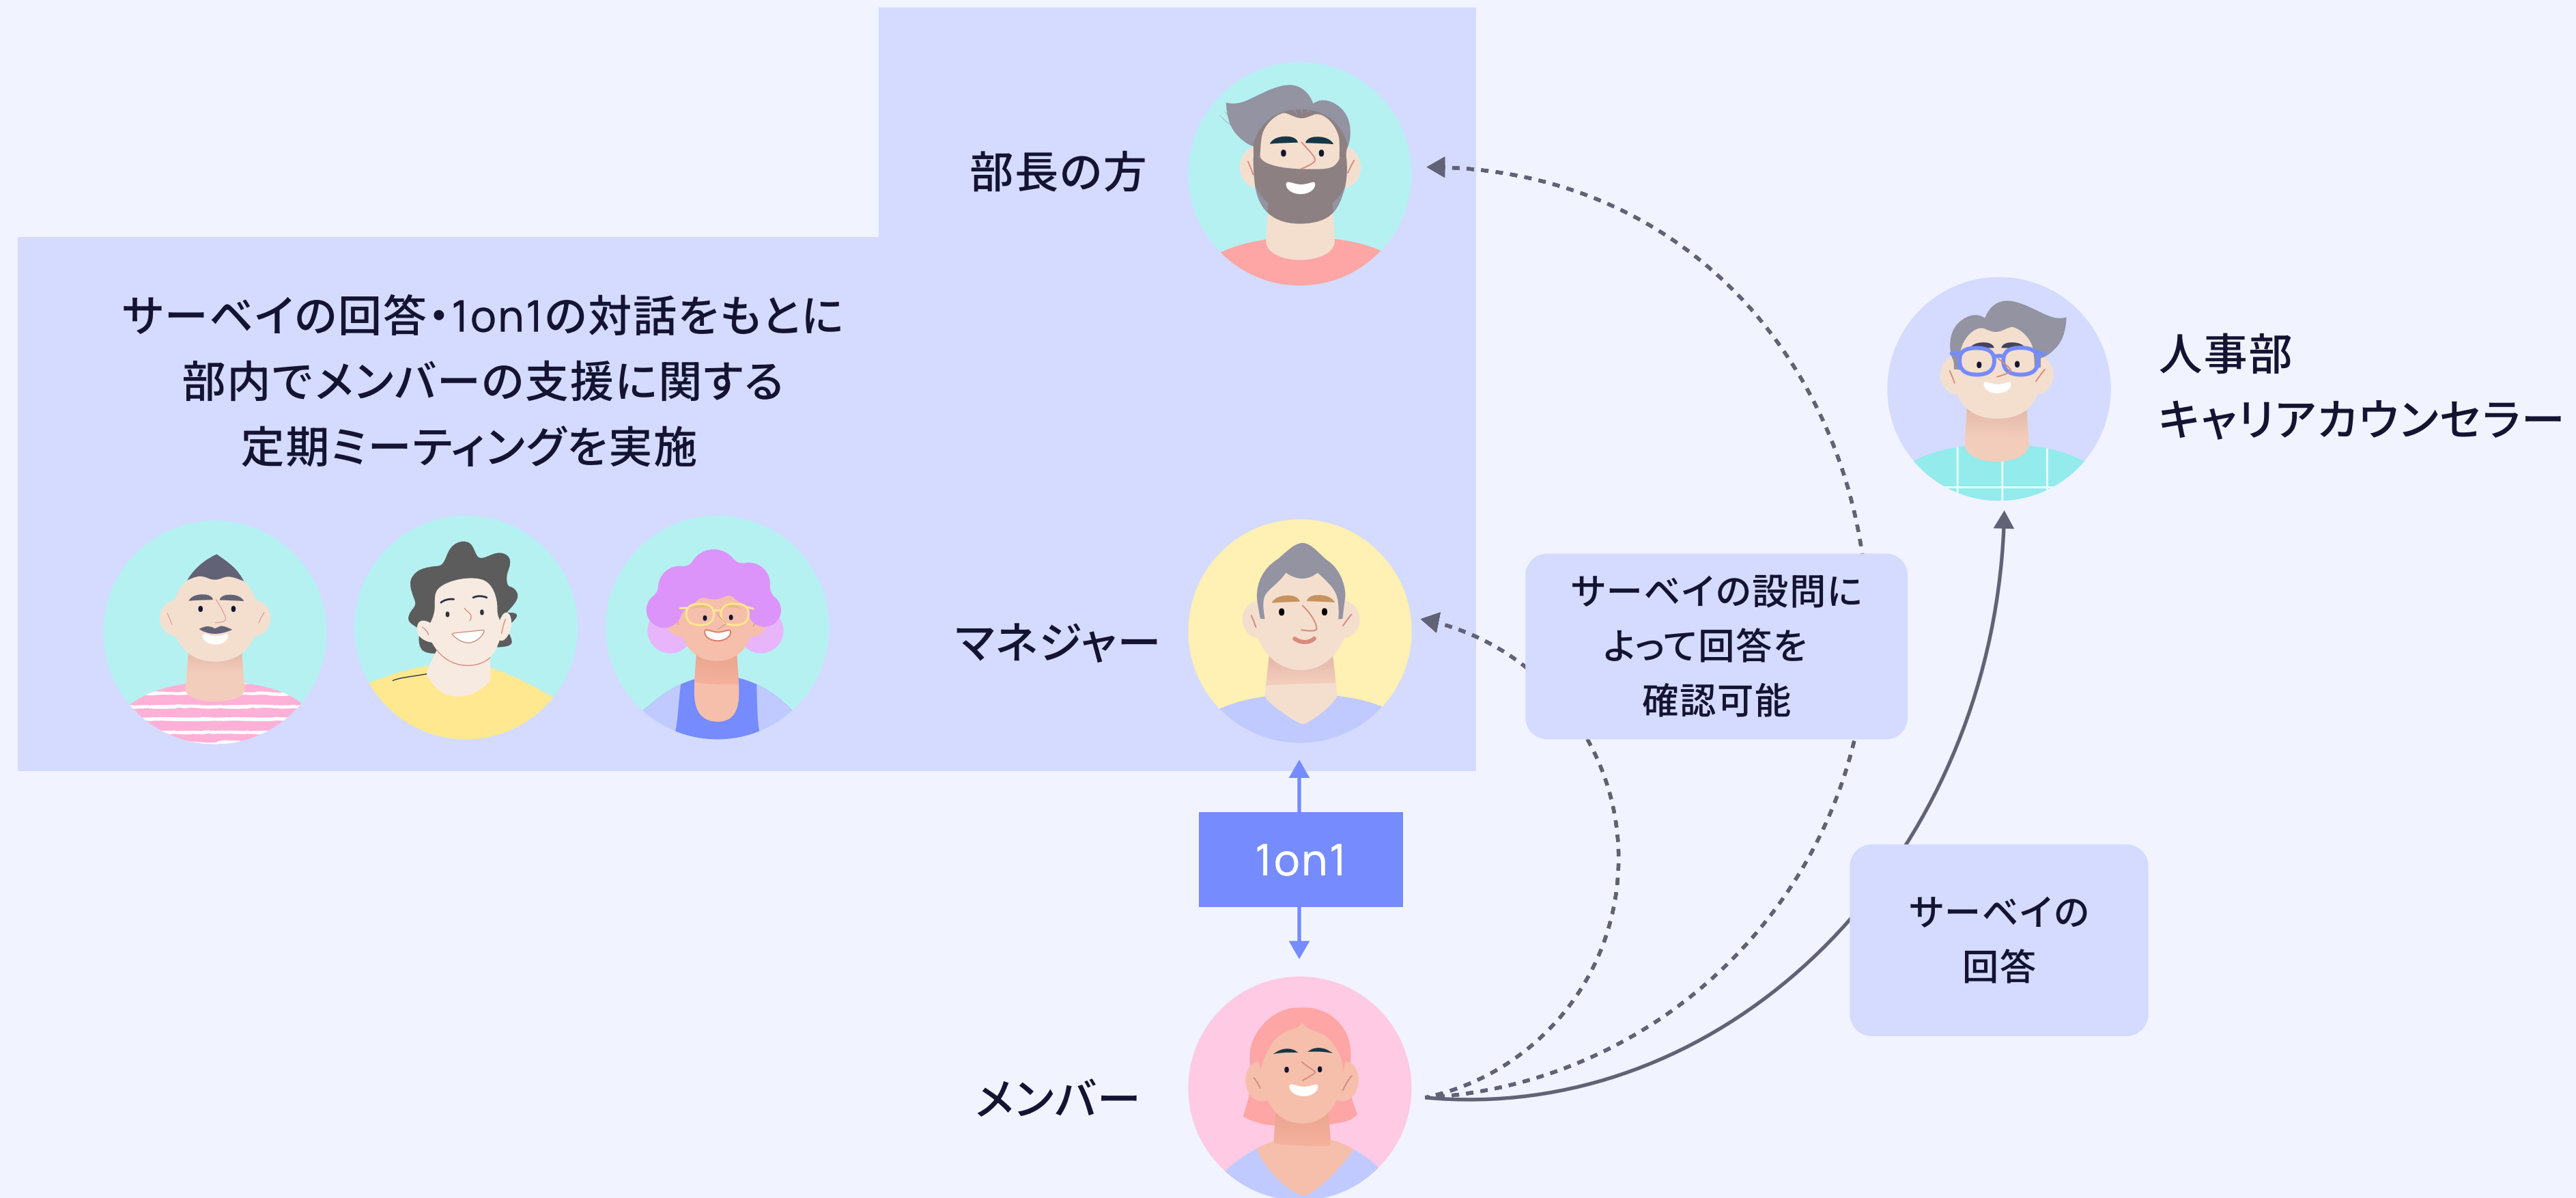 部長の方
サーベイの回答・1on1の対話をもとに
部内でメンバーの支援に関する
定期ミーティングを実施
人事部
キャリアカウンセラー
マネジャー
サーベイの設問に
よって回答を
確認可能
1on1
サーベイの
回答
メンバー